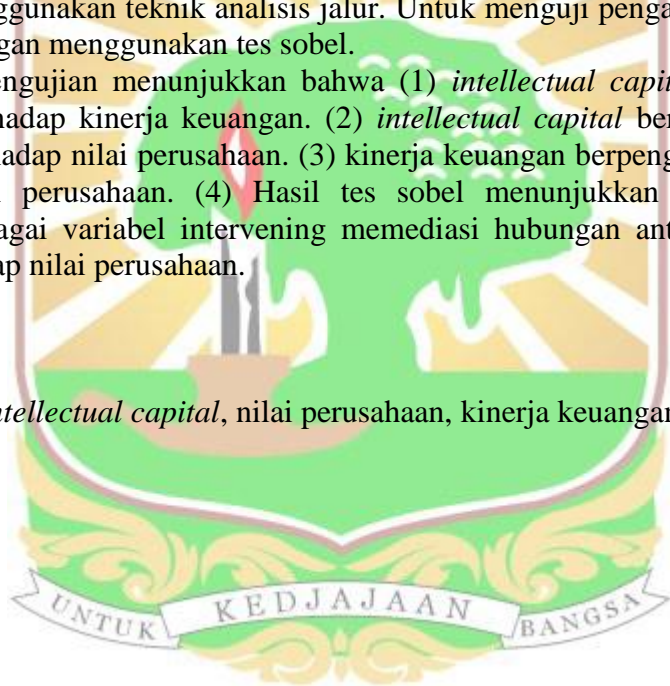 ggunakan teknik analisis jalur. Untuk menguji penga
gan menggunakan tes sobel.
engujian menunjukkan bahwa (1) intellectual capit
hadap kinerja keuangan. (2) intellectual capital ber
hadap nilai perusahaan. (3) kinerja keuangan berpeng
perusahaan. (4) Hasil tes sobel menunjukkan
bagai variabel intervening memediasi hubungan ant
ap nilai perusahaan.
ntellectual capital, nilai perusahaan, kinerja keuangan
UNTUK KEDJAJAAN BANGSA